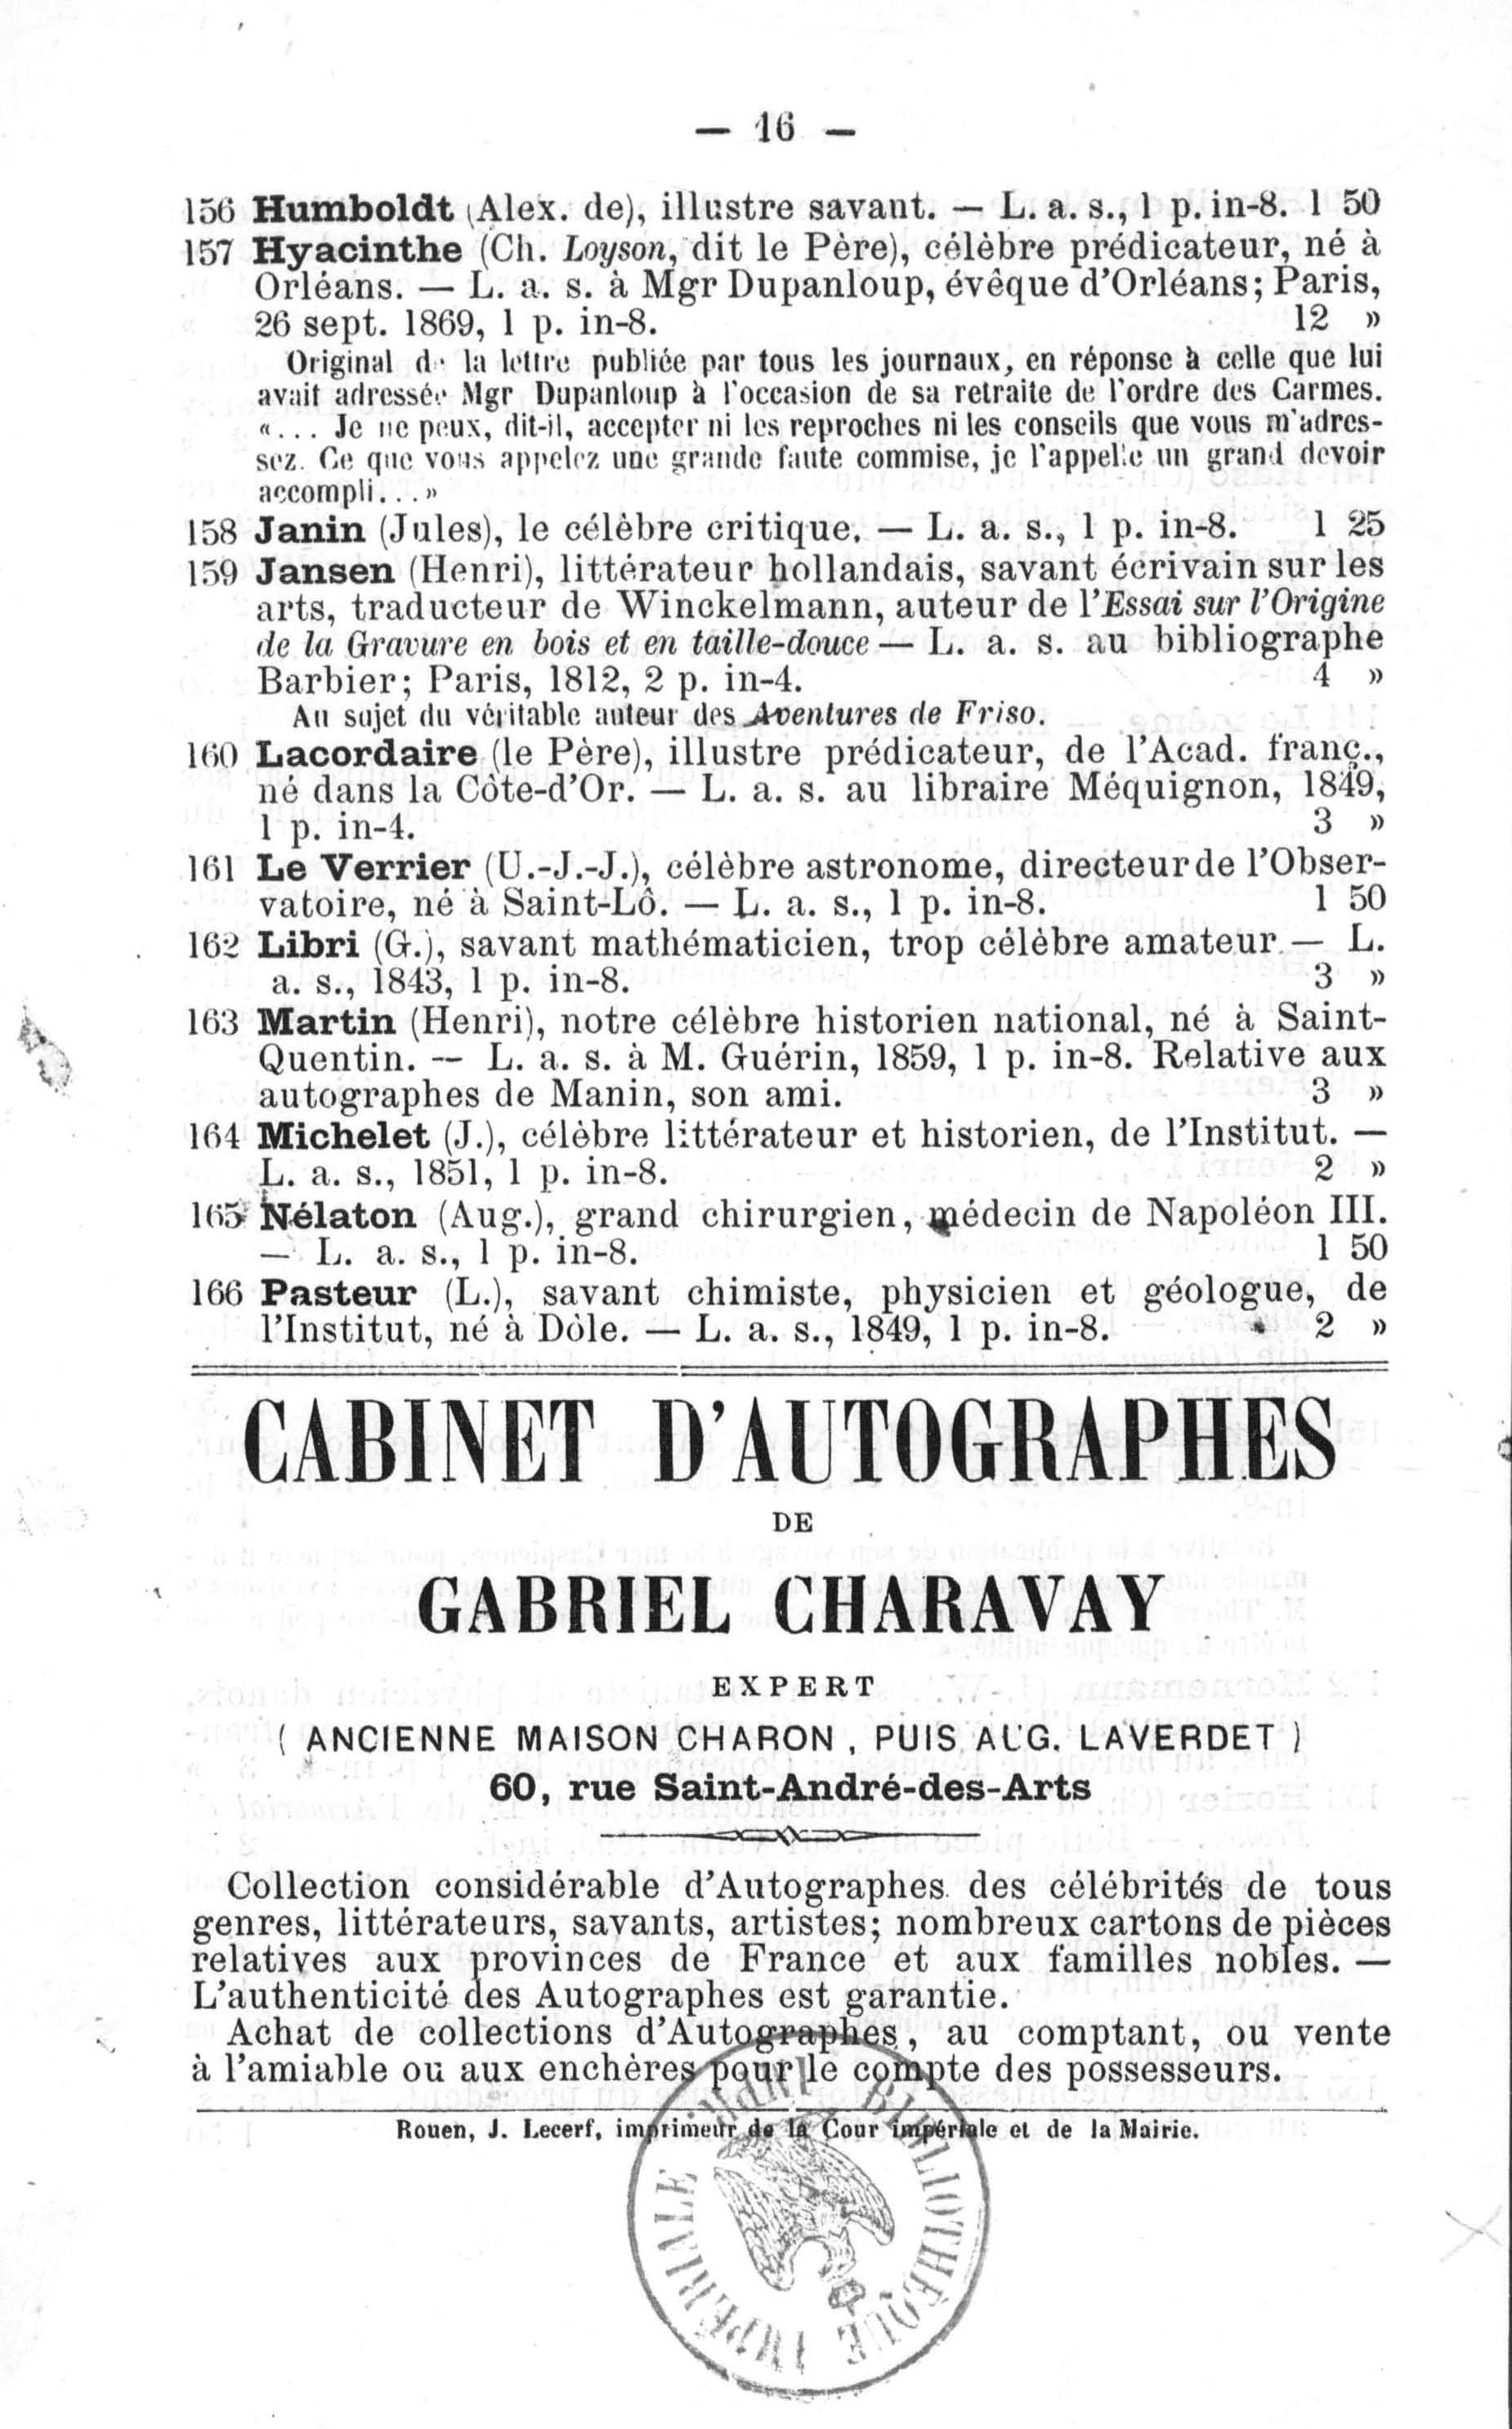 — 16 —
156 Humboldt (Alex. de), illustre savant. — L. a. s., 1 p. in-8. 1 50
157 Hyacinthe (Ch. Loyson, dit le Père), célèbre prédicateur, né à
Orléans. — L. a. s. à Mgr Dupanloup, évêque d'Orléans; Paris,
26 sept. 1869, 1 p. in-8. 12 »
Original de la lettre publiée par tous les journaux, en réponse à celle que lui
avait adressée Mgr Dupanloup à l'occasion de sa retraite de l'ordre des Carmes.
«... Je ne peux, dit-il, accepter ni les reproches ni les conseils que vous m'adres-
sez. Ce que vous appelez une grande faute commise, je l'appelle un grand devoir
accompli...»
158 Janin (Jules), le célèbre critique. — L. a. s., 1 p. in-8. 1 25
159 Jansen (Henri), littérateur hollandais, savant écrivain sur les
arts, traducteur de Winckelmann, auteur de l'Essai sur l'Origine
de la Gravure en bois et en taille-douce — L. a. s. au bibliographe
Barbier; Paris, 1812, 2 p. in-4. 4 »
Au sujet du véritable auteur des Aventures de Friso.
160 Lacordaire (le Père), illustre prédicateur, de l'Acad. franç.,
né dans la Côte-d'Or. — L. a. s. au libraire Méquignon, 1849,
1 p. in-4. 3 »
161 Le Verrier (U.-J.-J.), célèbre astronome, directeur de l'Obser-
vatoire, né à Saint-Lô. — L. a. s., 1 p. in-8. 1 50
162 Libri (G.), savant mathématicien, trop célèbre amateur. — L.
a. s., 1843, 1 p. in-8. 3 »
163 Martin (Henri), notre célèbre historien national, né à Saint-
Quentin. — L. a. s. à M. Guérin, 1859, 1 p. in-8. Relative aux
autographes de Manin, son ami. 3 »
164 Michelet (J.), célèbre littérateur et historien, de l'Institut. —
L. a. s., 1851, 1 p. in-8. 2 »
165 Nélaton (Aug.), grand chirurgien, médecin de Napoléon III.
— L. a. s., 1 p. in-8. 1 50
166 Pasteur (L.), savant chimiste, physicien et géologue, de
l'Institut, né à Dôle. — L. a. s., 1849, 1 p. in-8. 2 »
CABINET D'AUTOGRAPHES
DE
GABRIEL CHARAVAY
EXPERT
( ANCIENNE MAISON CHARON, PUIS AUG. LAVERDET )
60, rue Saint-André-des-Arts
Collection considérable d'Autographes des célébrités de tous
genres, littérateurs, savants, artistes; nombreux cartons de pièces
relatives aux provinces de France et aux familles nobles. —
L'authenticité des Autographes est garantie.
Achat de collections d'Autographes, au comptant, ou vente
à l'amiable ou aux enchères pour le compte des possesseurs.
Rouen, J. Lecerf, imprimeur de la Cour impériale et de la Mairie.
BIBLIOTHÈQUE IMPÉRIALE